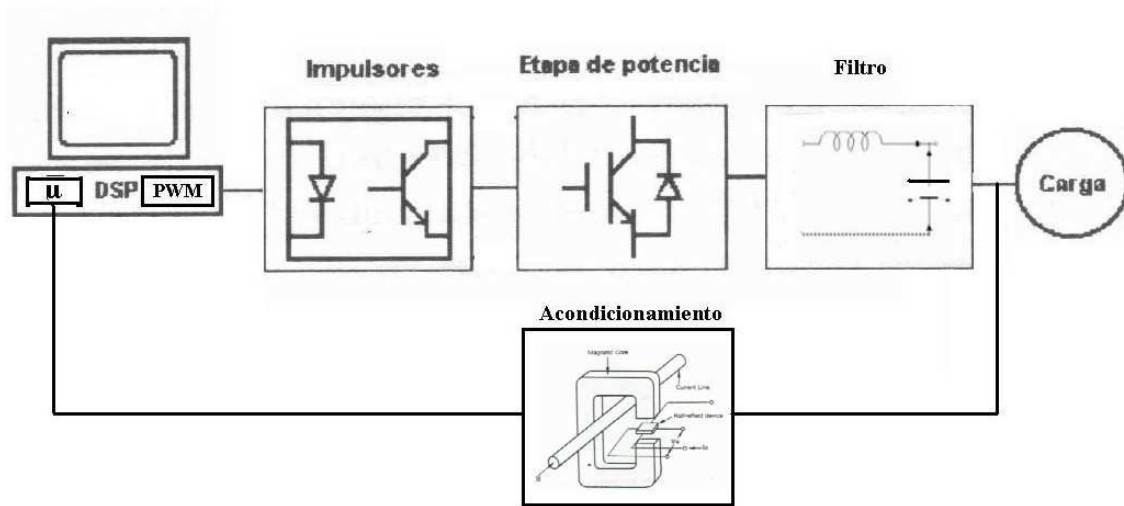 Impulsores
Etapa de potencia
Filtro
μ
DSP
PWM
Carga
Acondicionamiento
Magnetic Core
Current Line
Hall-effect device